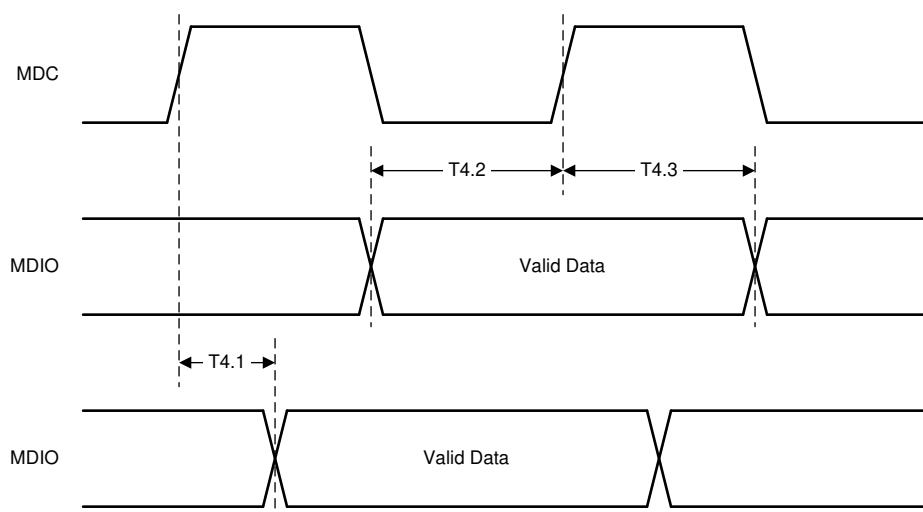 MDC
T4.2
T4.3
MDIO
Valid Data
T4.1
MDIO
Valid Data